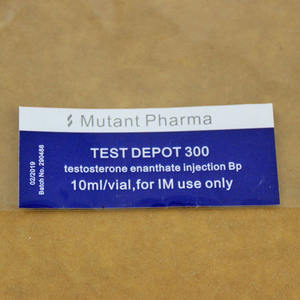 Mutant Pharma
TEST DEPOT 300
testosterone enanthate injection Bp
10ml/vial,for IM use only
02/2019
Batch No. 290488